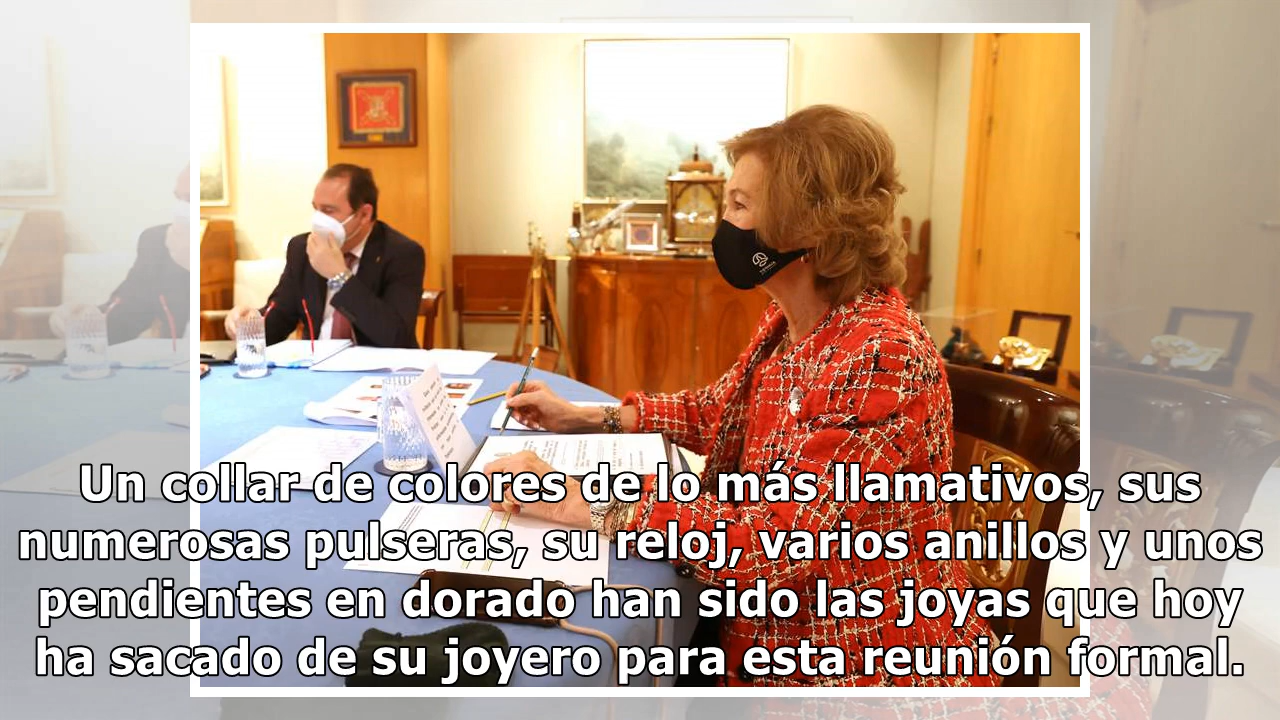 Un collar de colores de lo más llamativos, sus
numerosas pulseras, su reloj, varios anillos y unos
pendientes en dorado han sido las joyas que hoy
ha sacado de su joyero para esta reunión formal.